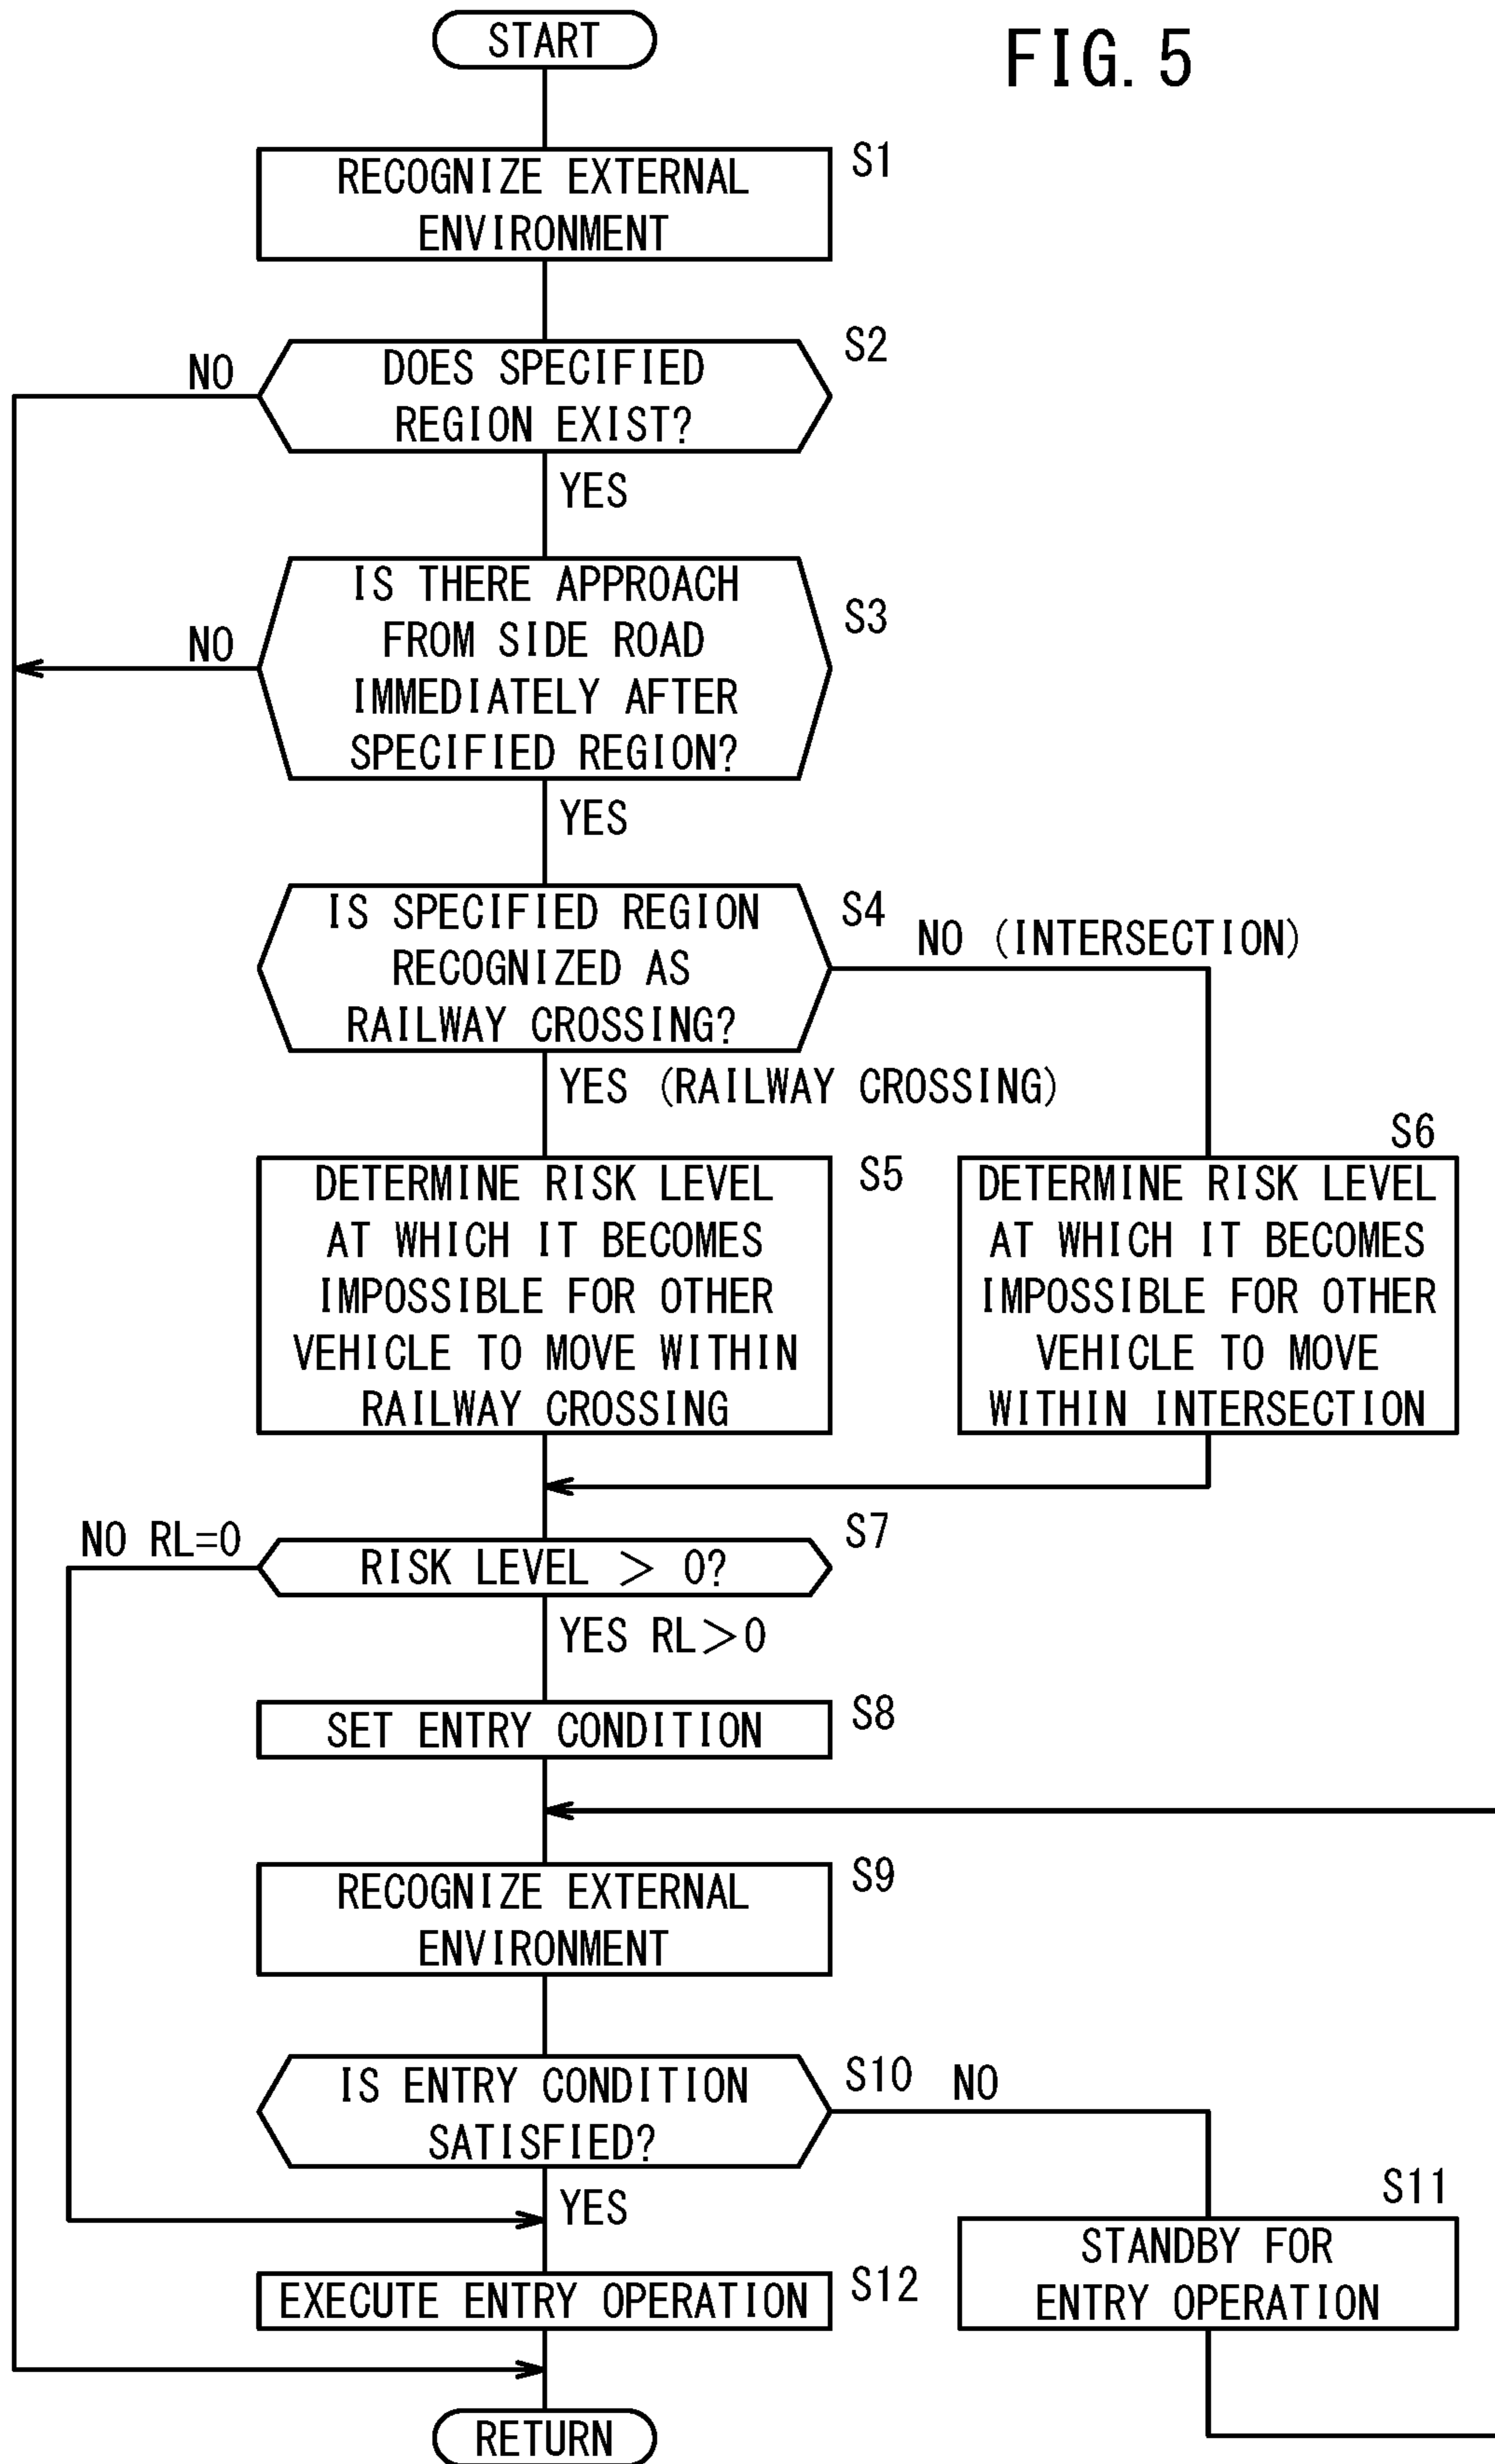 START
FIG. 5
RECOGNIZE EXTERNAL
ENVIRONMENT
S1
DOES SPECIFIED
REGION EXIST?
S2
NO
YES
IS THERE APPROACH
FROM SIDE ROAD
IMMEDIATELY AFTER
SPECIFIED REGION?
S3
NO
YES
IS SPECIFIED REGION
RECOGNIZED AS
RAILWAY CROSSING?
S4
NO (INTERSECTION)
YES (RAILWAY CROSSING)
DETERMINE RISK LEVEL
AT WHICH IT BECOMES
IMPOSSIBLE FOR OTHER
VEHICLE TO MOVE WITHIN
RAILWAY CROSSING
S5
S6
DETERMINE RISK LEVEL
AT WHICH IT BECOMES
IMPOSSIBLE FOR OTHER
VEHICLE TO MOVE
WITHIN INTERSECTION
NO RL=0
RISK LEVEL > 0?
S7
YES RL>0
SET ENTRY CONDITION
S8
RECOGNIZE EXTERNAL
ENVIRONMENT
S9
IS ENTRY CONDITION
SATISFIED?
S10
NO
YES
S11
STANDBY FOR
ENTRY OPERATION
EXECUTE ENTRY OPERATION
S12
RETURN